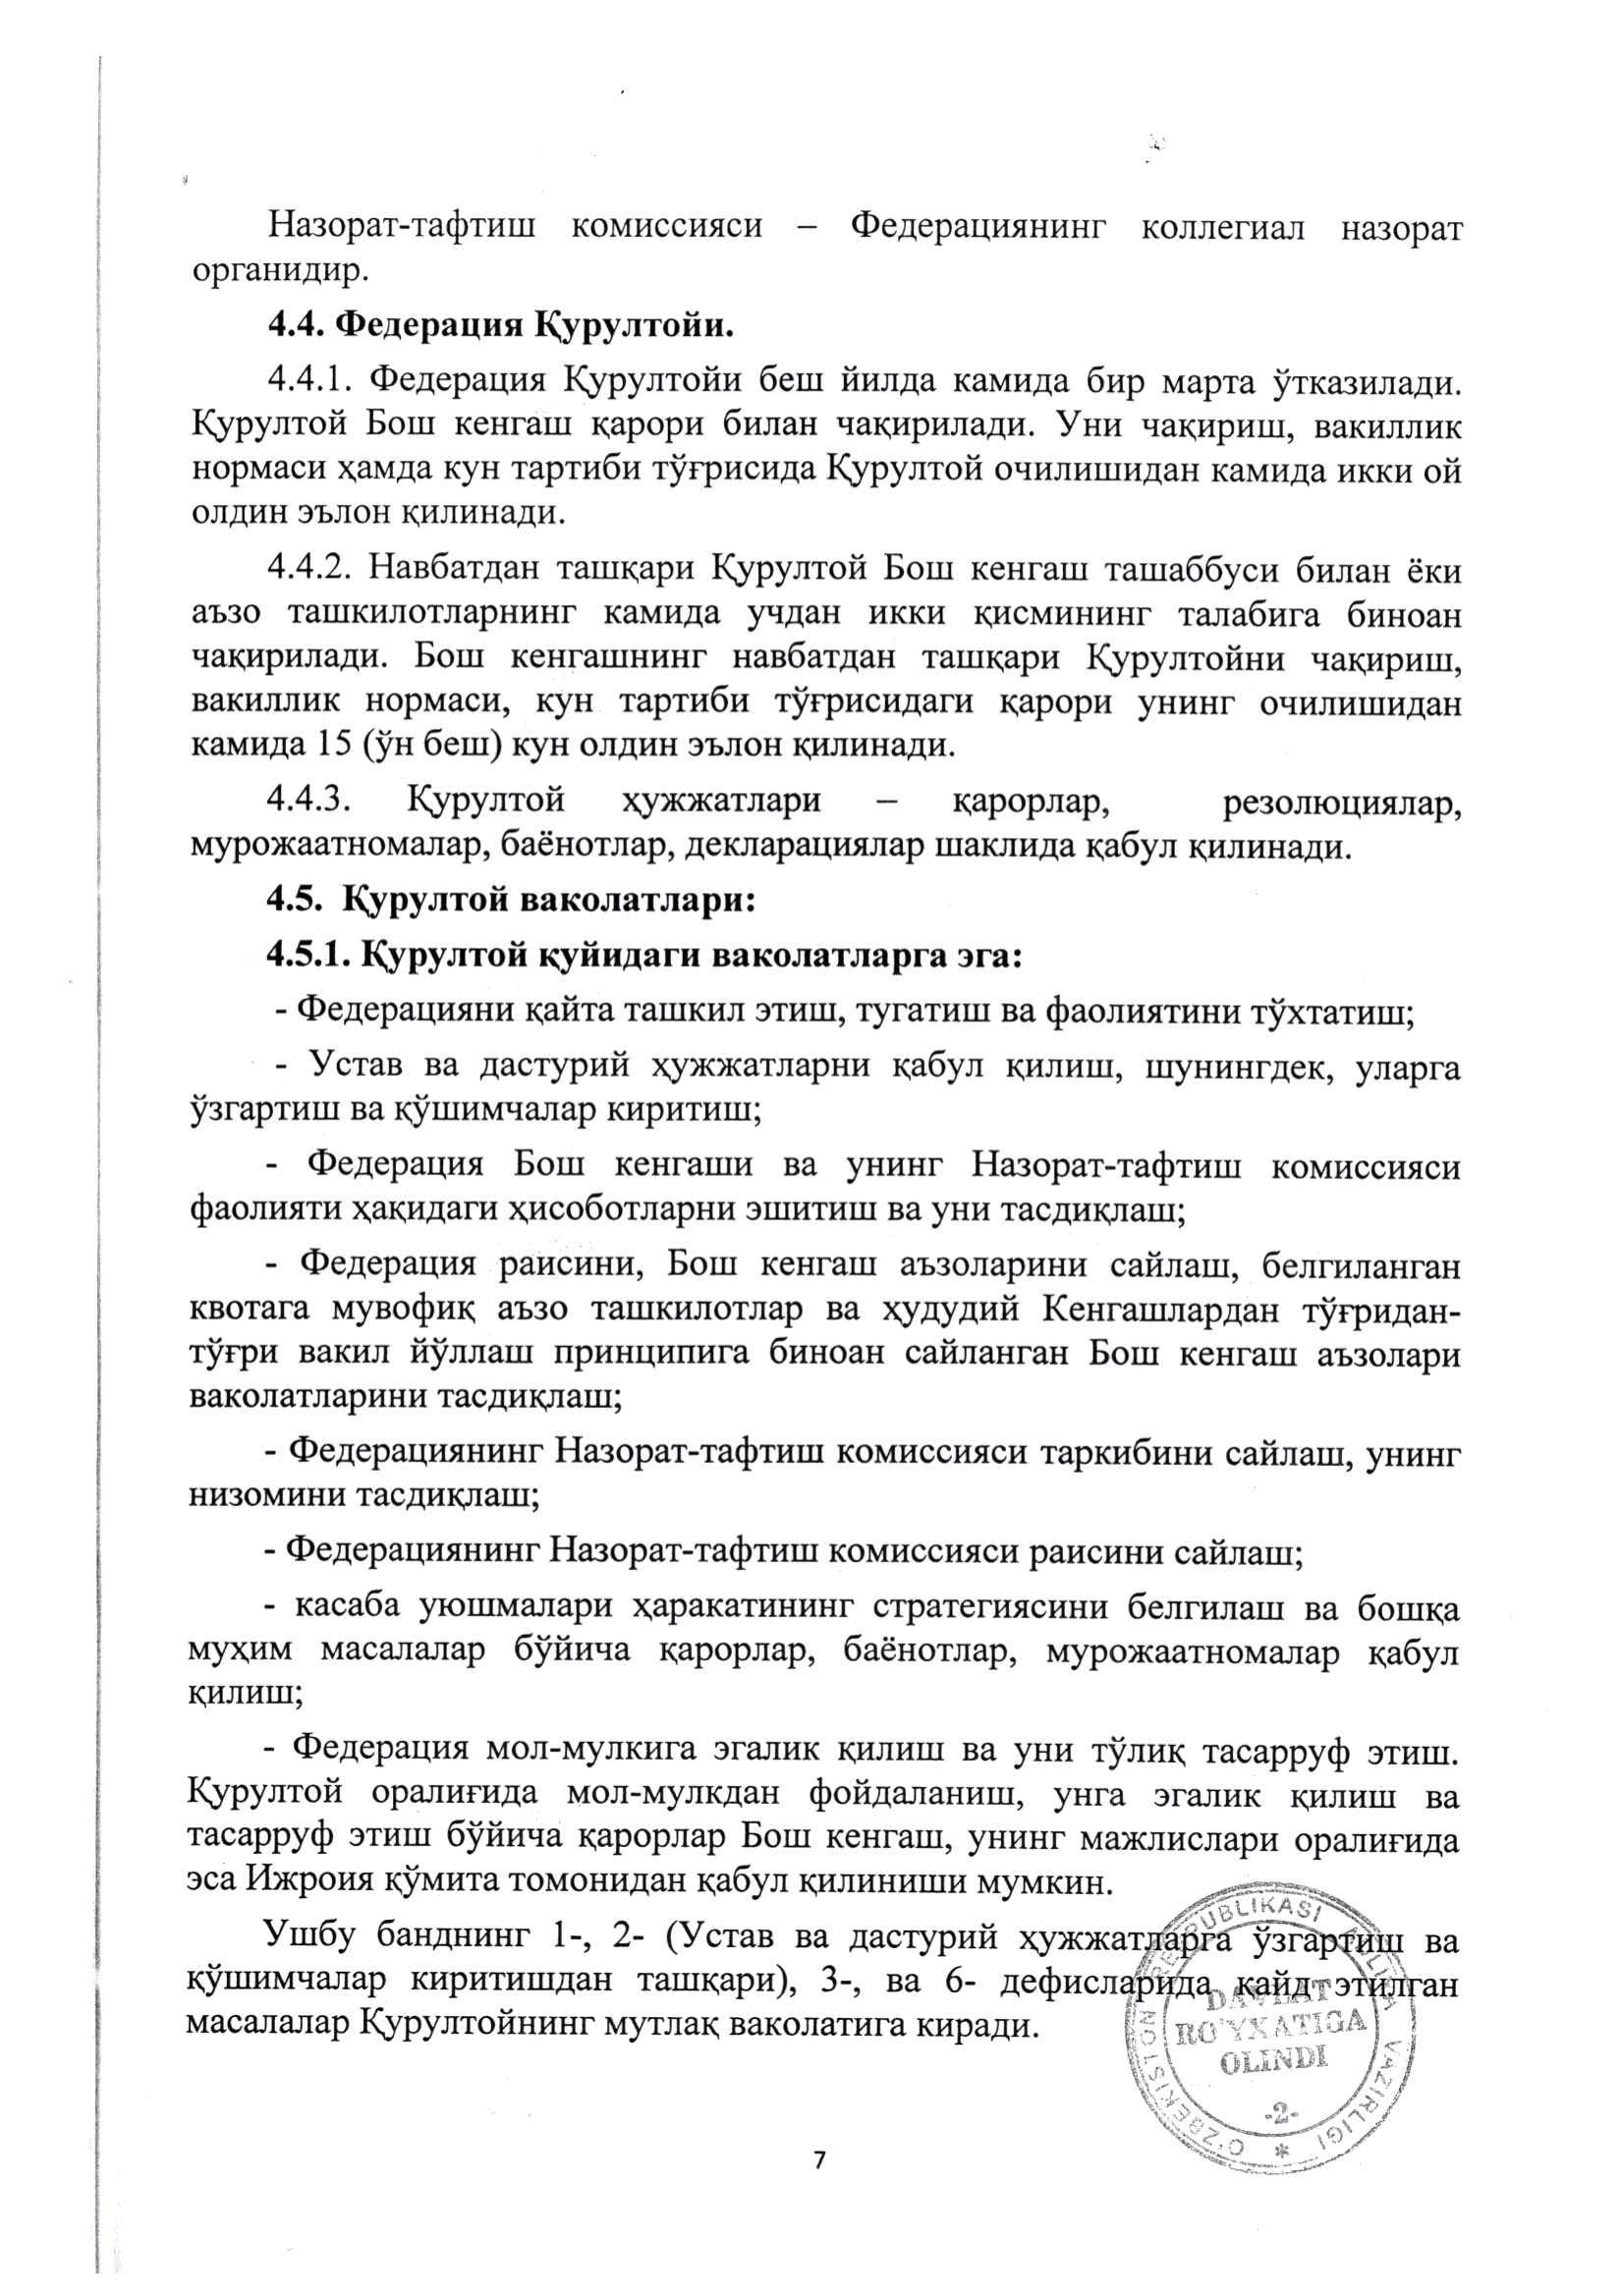 Назорат-тафтиш комиссияси – Федерациянинг коллегиал назорат
органидир.
4.4. Федерация Қурултойи.
4.4.1. Федерация Қурултойи беш йилда камида бир марта ўтказилади.
Қурултой Бош кенгаш қарори билан чақирилади. Уни чақириш, вакиллик
нормаси ҳамда кун тартиби тўғрисида Қурултой очилишидан камида икки ой
олдин эълон қилинади.
4.4.2. Навбатдан ташқари Қурултой Бош кенгаш ташаббуси билан ёки
аъзо ташкилотларнинг камида учдан икки қисмининг талабига биноан
чақирилади. Бош кенгашнинг навбатдан ташқари Қурултойни чақириш,
вакиллик нормаси, кун тартиби тўғрисидаги қарори унинг очилишидан
камида 15 (ўн беш) кун олдин эълон қилинади.
4.4.3. Қурултой ҳужжатлари – қарорлар, резолюциялар,
мурожаатномалар, баёнотлар, декларациялар шаклида қабул қилинади.
4.5. Қурултой ваколатлари:
4.5.1. Қурултой қуйидаги ваколатларга эга:
- Федерацияни қайта ташкил этиш, тугатиш ва фаолиятини тўхтатиш;
- Устав ва дастурий ҳужжатларни қабул қилиш, шунингдек, уларга
ўзгартиш ва қўшимчалар киритиш;
- Федерация Бош кенгаши ва унинг Назорат-тафтиш комиссияси
фаолияти ҳақидаги ҳисоботларни эшитиш ва уни тасдиқлаш;
- Федерация раисини, Бош кенгаш аъзоларини сайлаш, белгиланган
квотага мувофиқ аъзо ташкилотлар ва ҳудудий Кенгашлардан тўғридан-
тўғри вакил йўллаш принципига биноан сайланган Бош кенгаш аъзолари
ваколатларини тасдиқлаш;
- Федерациянинг Назорат-тафтиш комиссияси таркибини сайлаш, унинг
низомини тасдиқлаш;
- Федерациянинг Назорат-тафтиш комиссияси раисини сайлаш;
- касаба уюшмалари ҳаракатининг стратегиясини белгилаш ва бошқа
муҳим масалалар бўйича қарорлар, баёнотлар, мурожаатномалар қабул
қилиш;
- Федерация мол-мулкига эгалик қилиш ва уни тўлиқ тасарруф этиш.
Қурултой оралиғида мол-мулкдан фойдаланиш, унга эгалик қилиш ва
тасарруф этиш бўйича қарорлар Бош кенгаш, унинг мажлислари оралиғида
эса Ижроия қўмита томонидан қабул қилиниши мумкин.
Ушбу банднинг 1-, 2- (Устав ва дастурий ҳужжатларга ўзгартиш ва
қўшимчалар киритишдан ташқари), 3-, ва 6- дефисларида қайд этилган
масалалар Қурултойнинг мутлақ ваколатига киради.
O'ZBEKISTON REPUBLIKASI ADLIYA VAZIRLIGI *
DAVLAT
RO'YXATIGA
OLINDI
-2-
7